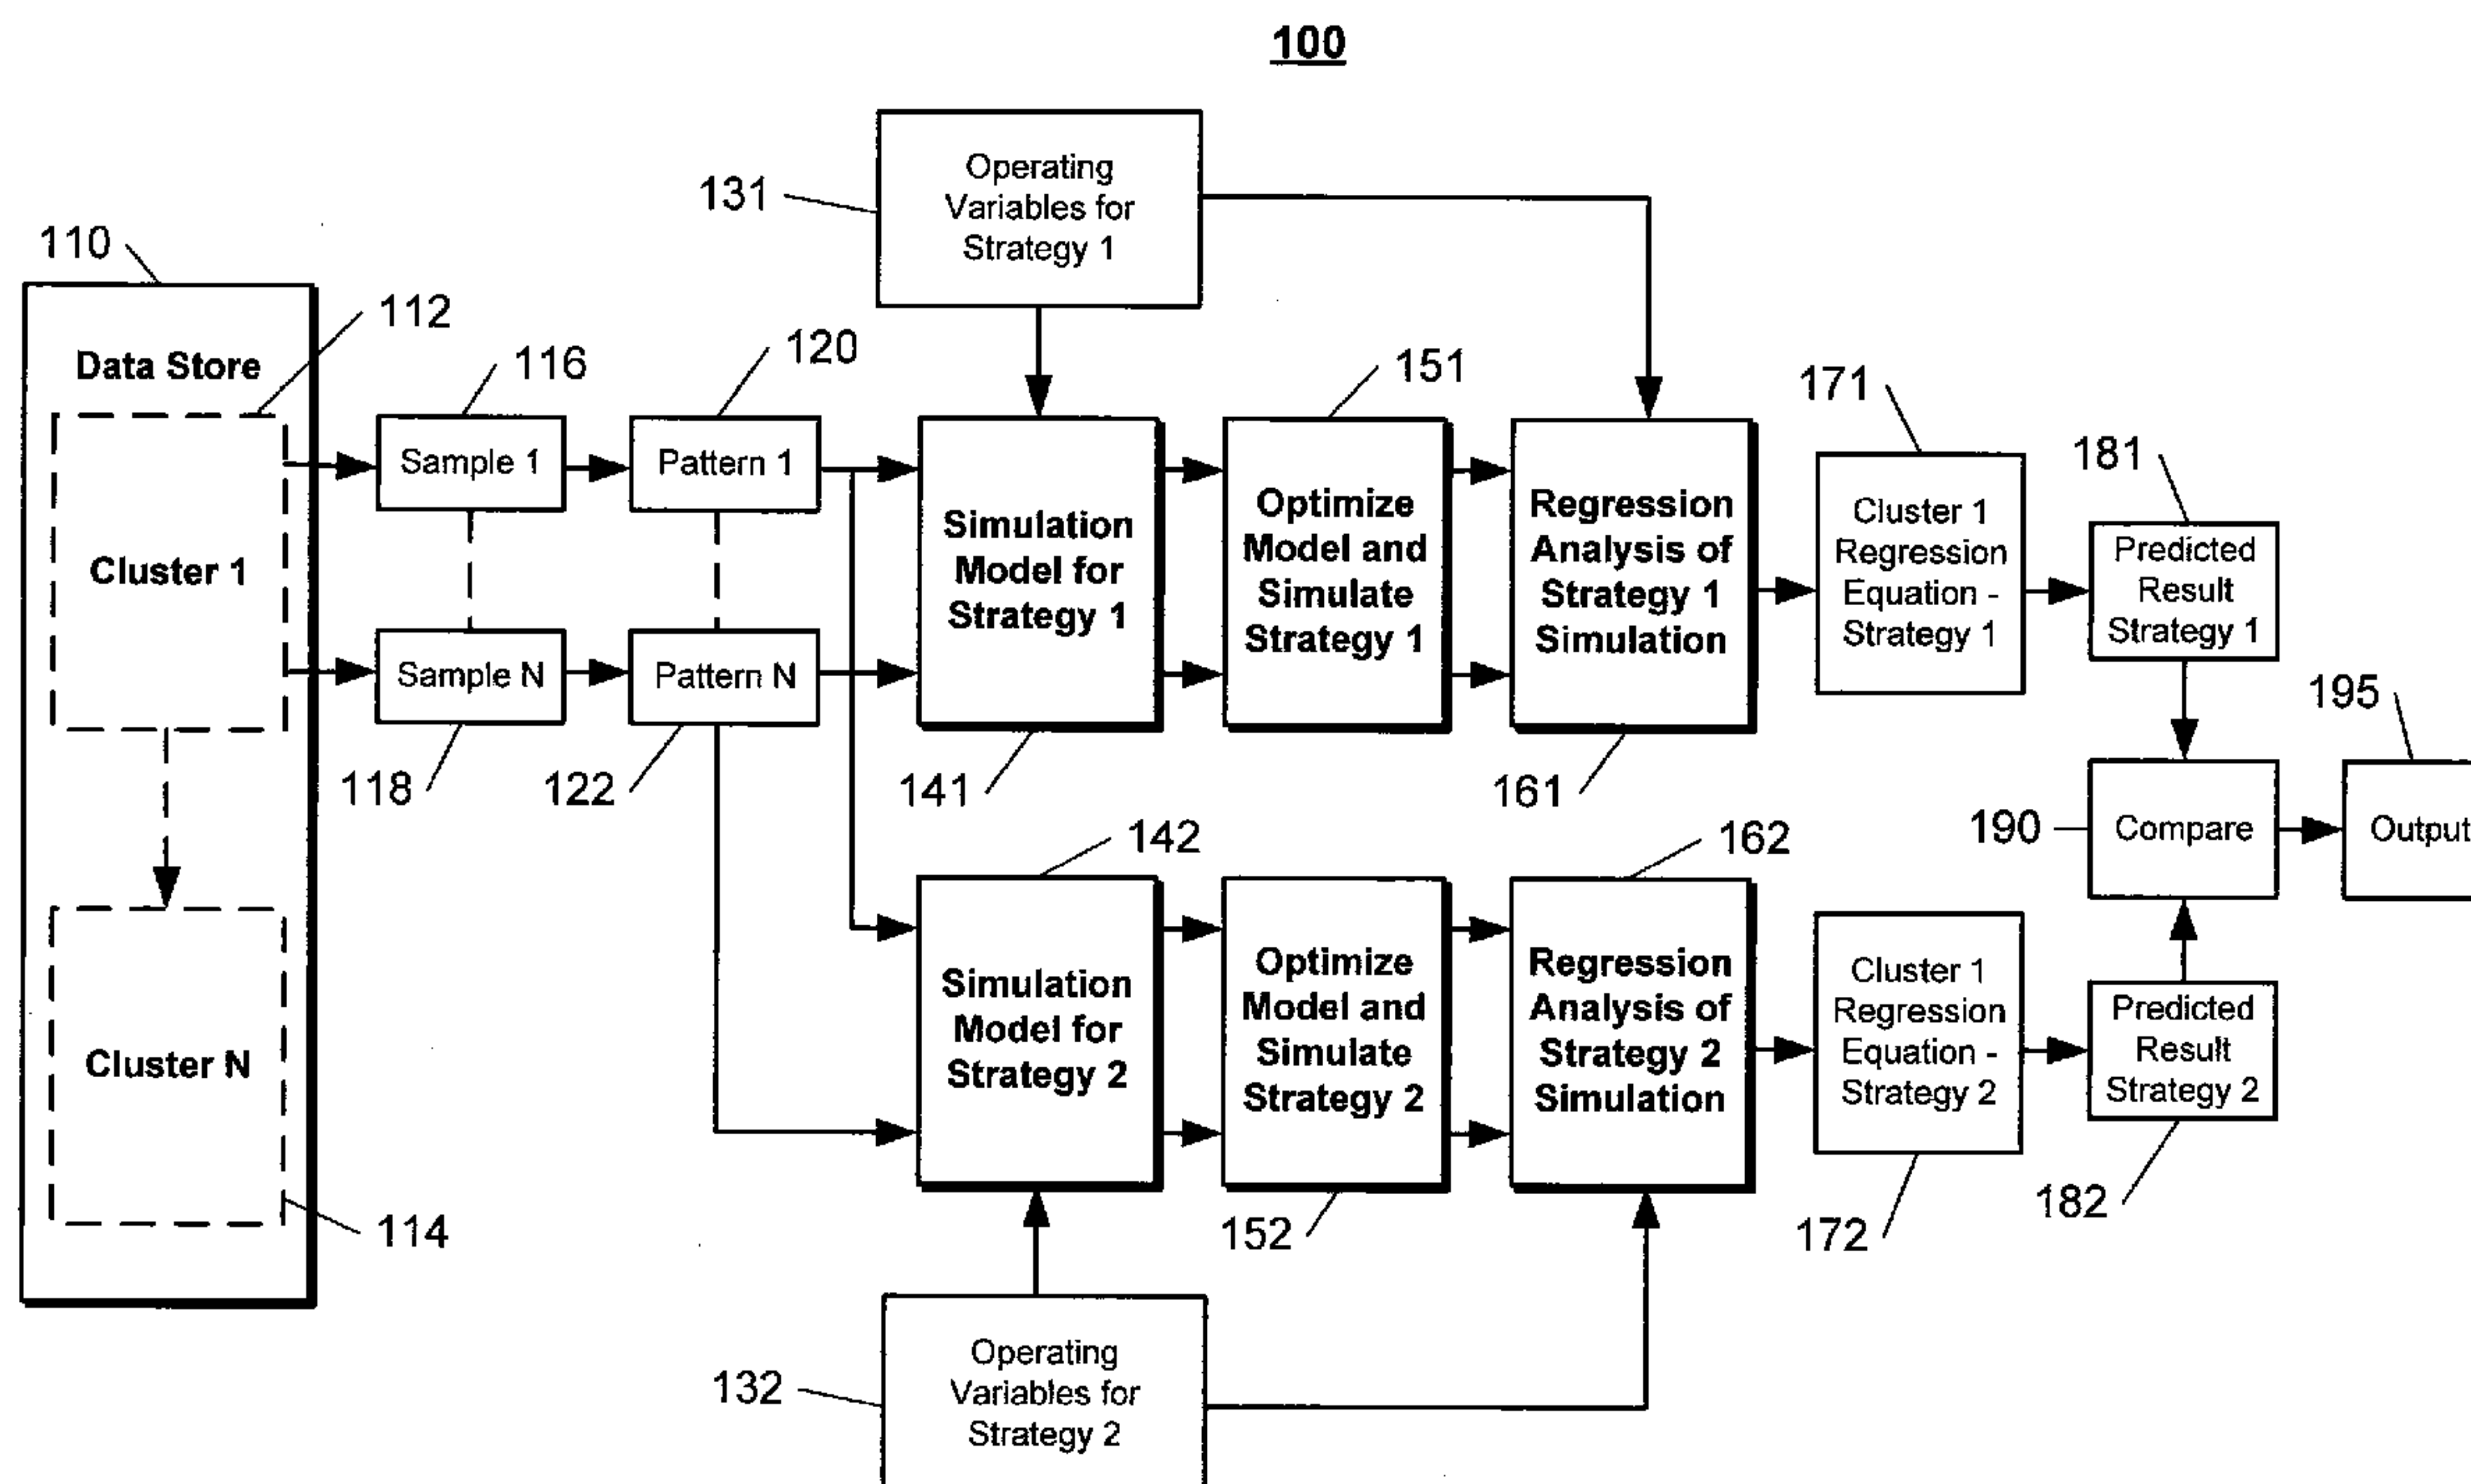 100
131
Operating
Variables for
Strategy 1
110
112
Data Store
116
120
151
171
181
Cluster 1
Sample 1
Pattern 1
Simulation
Model for
Strategy 1
Optimize
Model and
Simulate
Strategy 1
Regression
Analysis of
Strategy 1
Simulation
Cluster 1
Regression
Equation -
Strategy 1
Predicted
Result
Strategy 1
Sample N
Pattern N
118
122
141
161
195
190
Compare
Output
142
162
Cluster N
114
Simulation
Model for
Strategy 2
Optimize
Model and
Simulate
Strategy 2
Regression
Analysis of
Strategy 2
Simulation
Cluster 1
Regression
Equation -
Strategy 2
Predicted
Result
Strategy 2
152
172
182
132
Operating
Variables for
Strategy 2